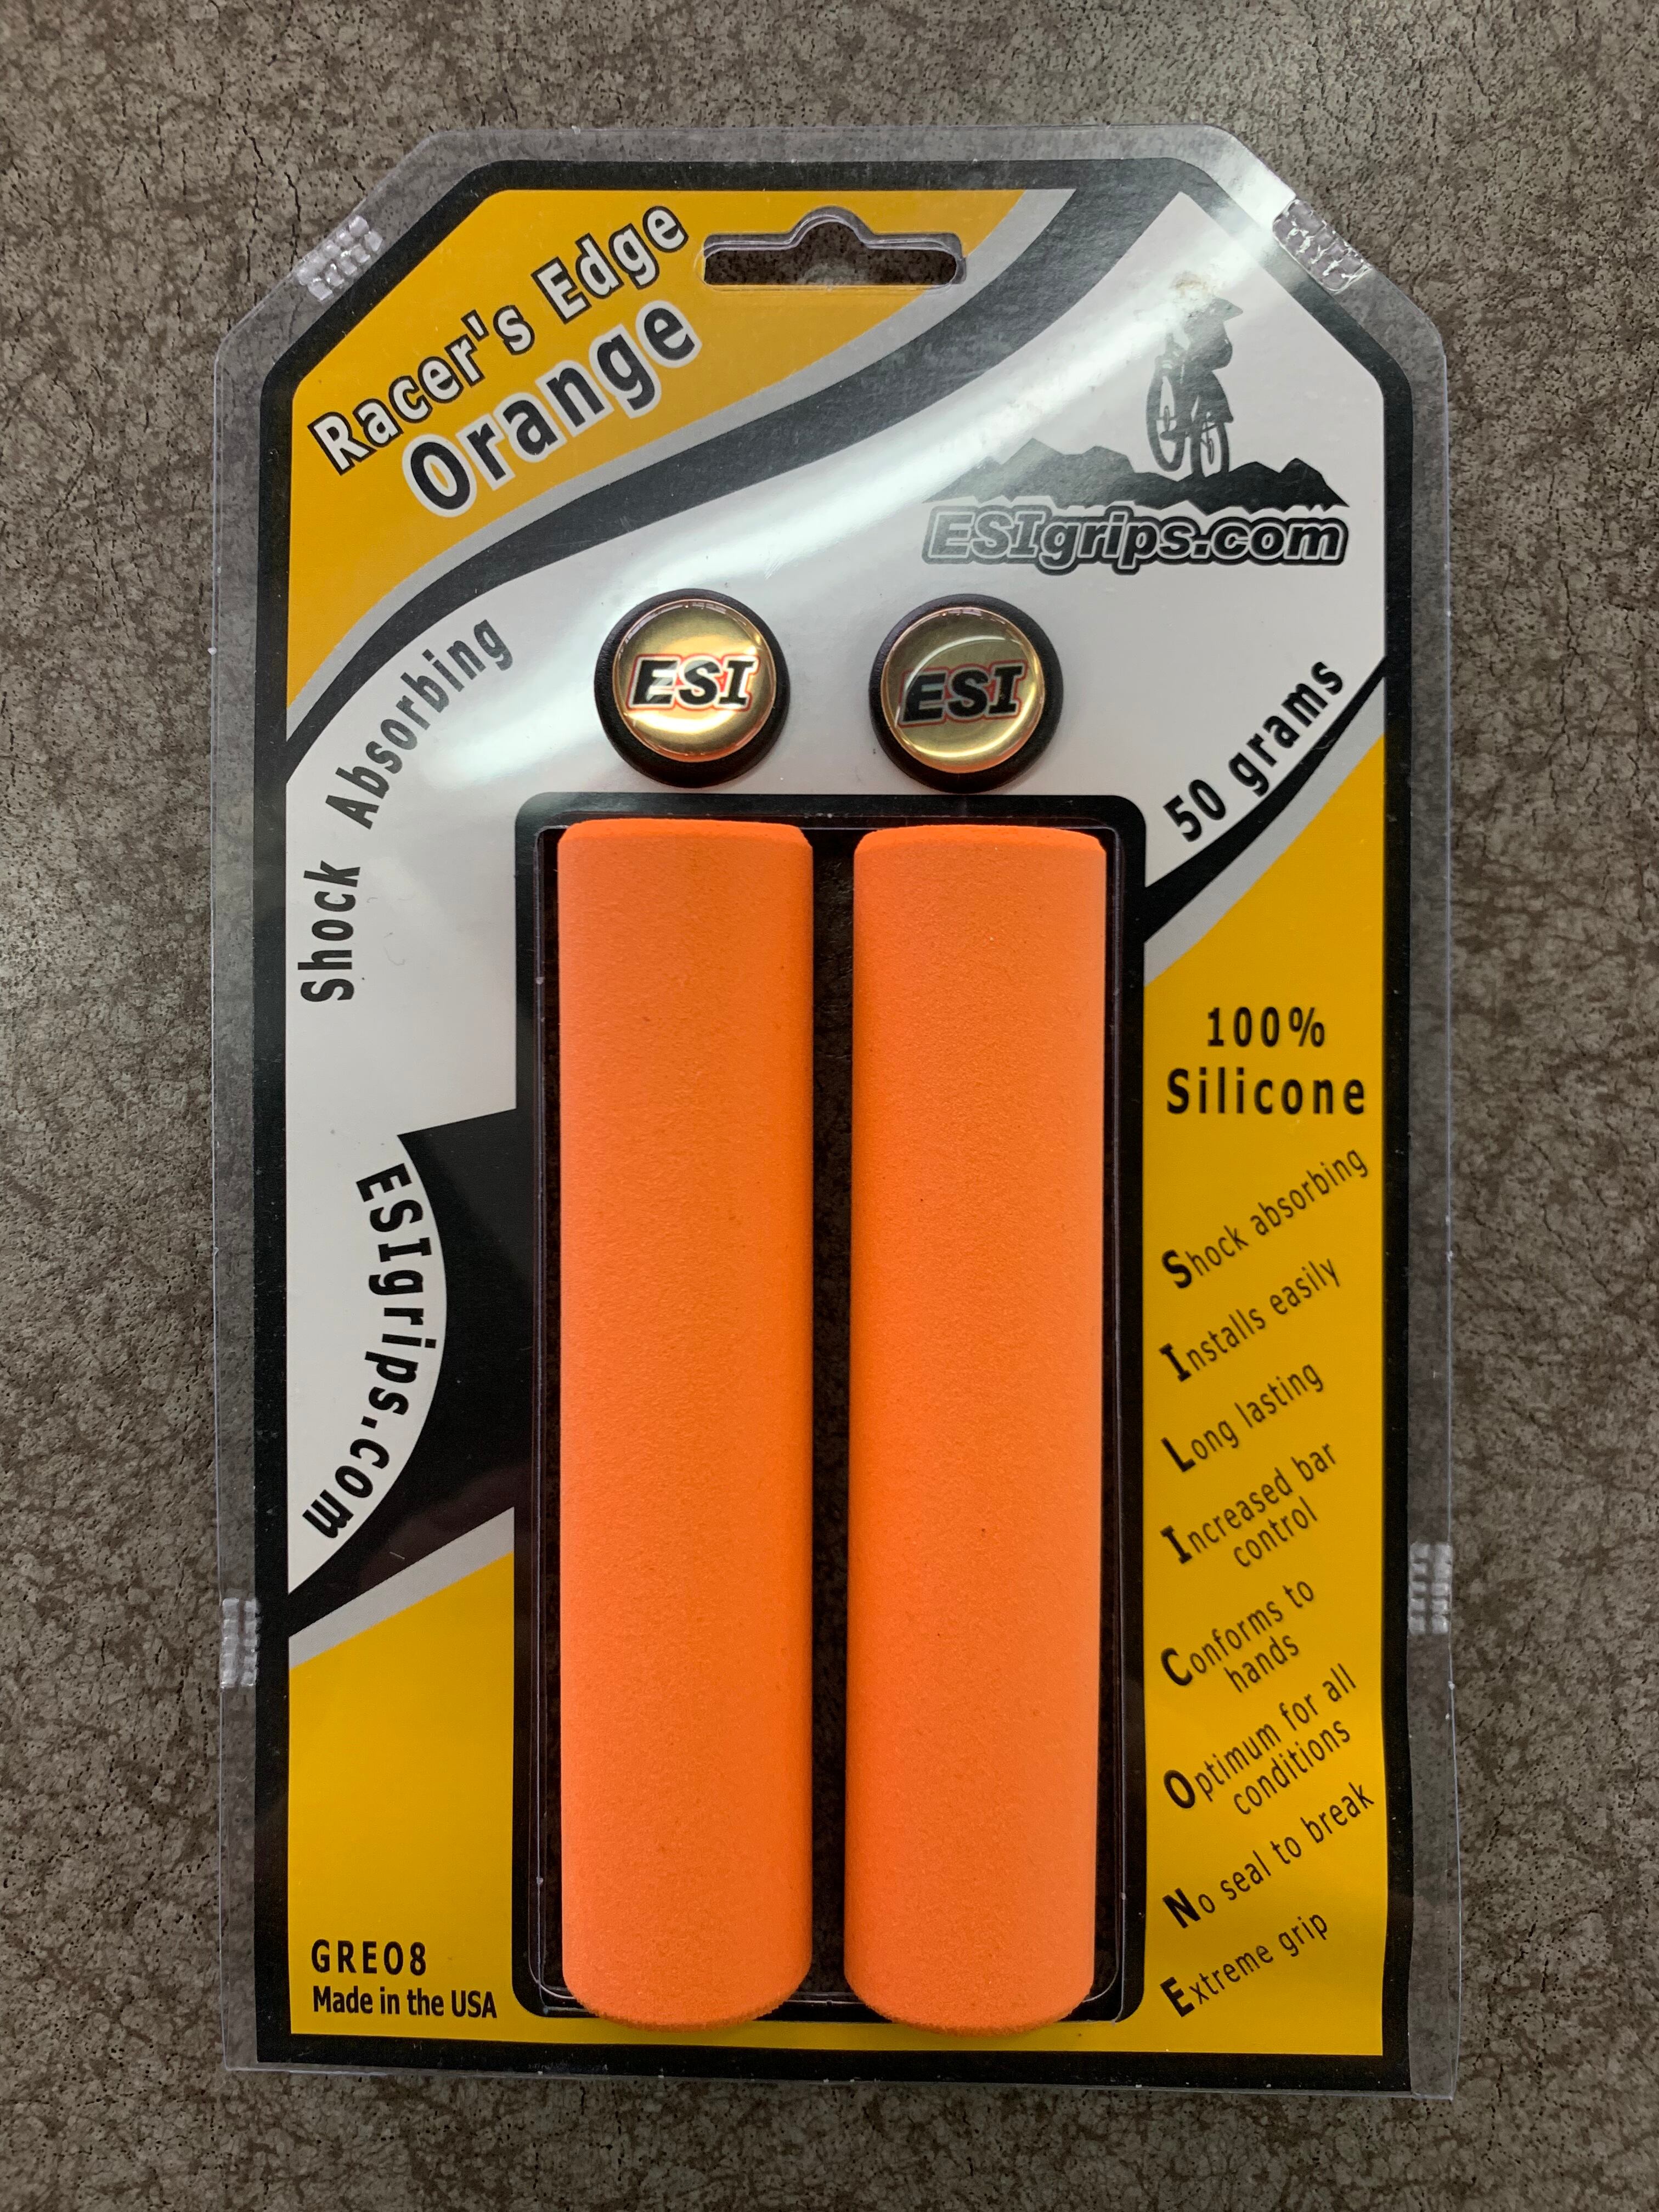 Racer's Edge
Orange
ESIgrips.com
Shock Absorbing
ESI
ESI
50 grams
100%
Silicone
Shock absorbing
Installs easily
Long lasting
Increased bar
control
Conforms to
hands
Optimum for all
conditions
No seal to break
Extreme grip
ESIgrips.com
GRE08
Made in the USA